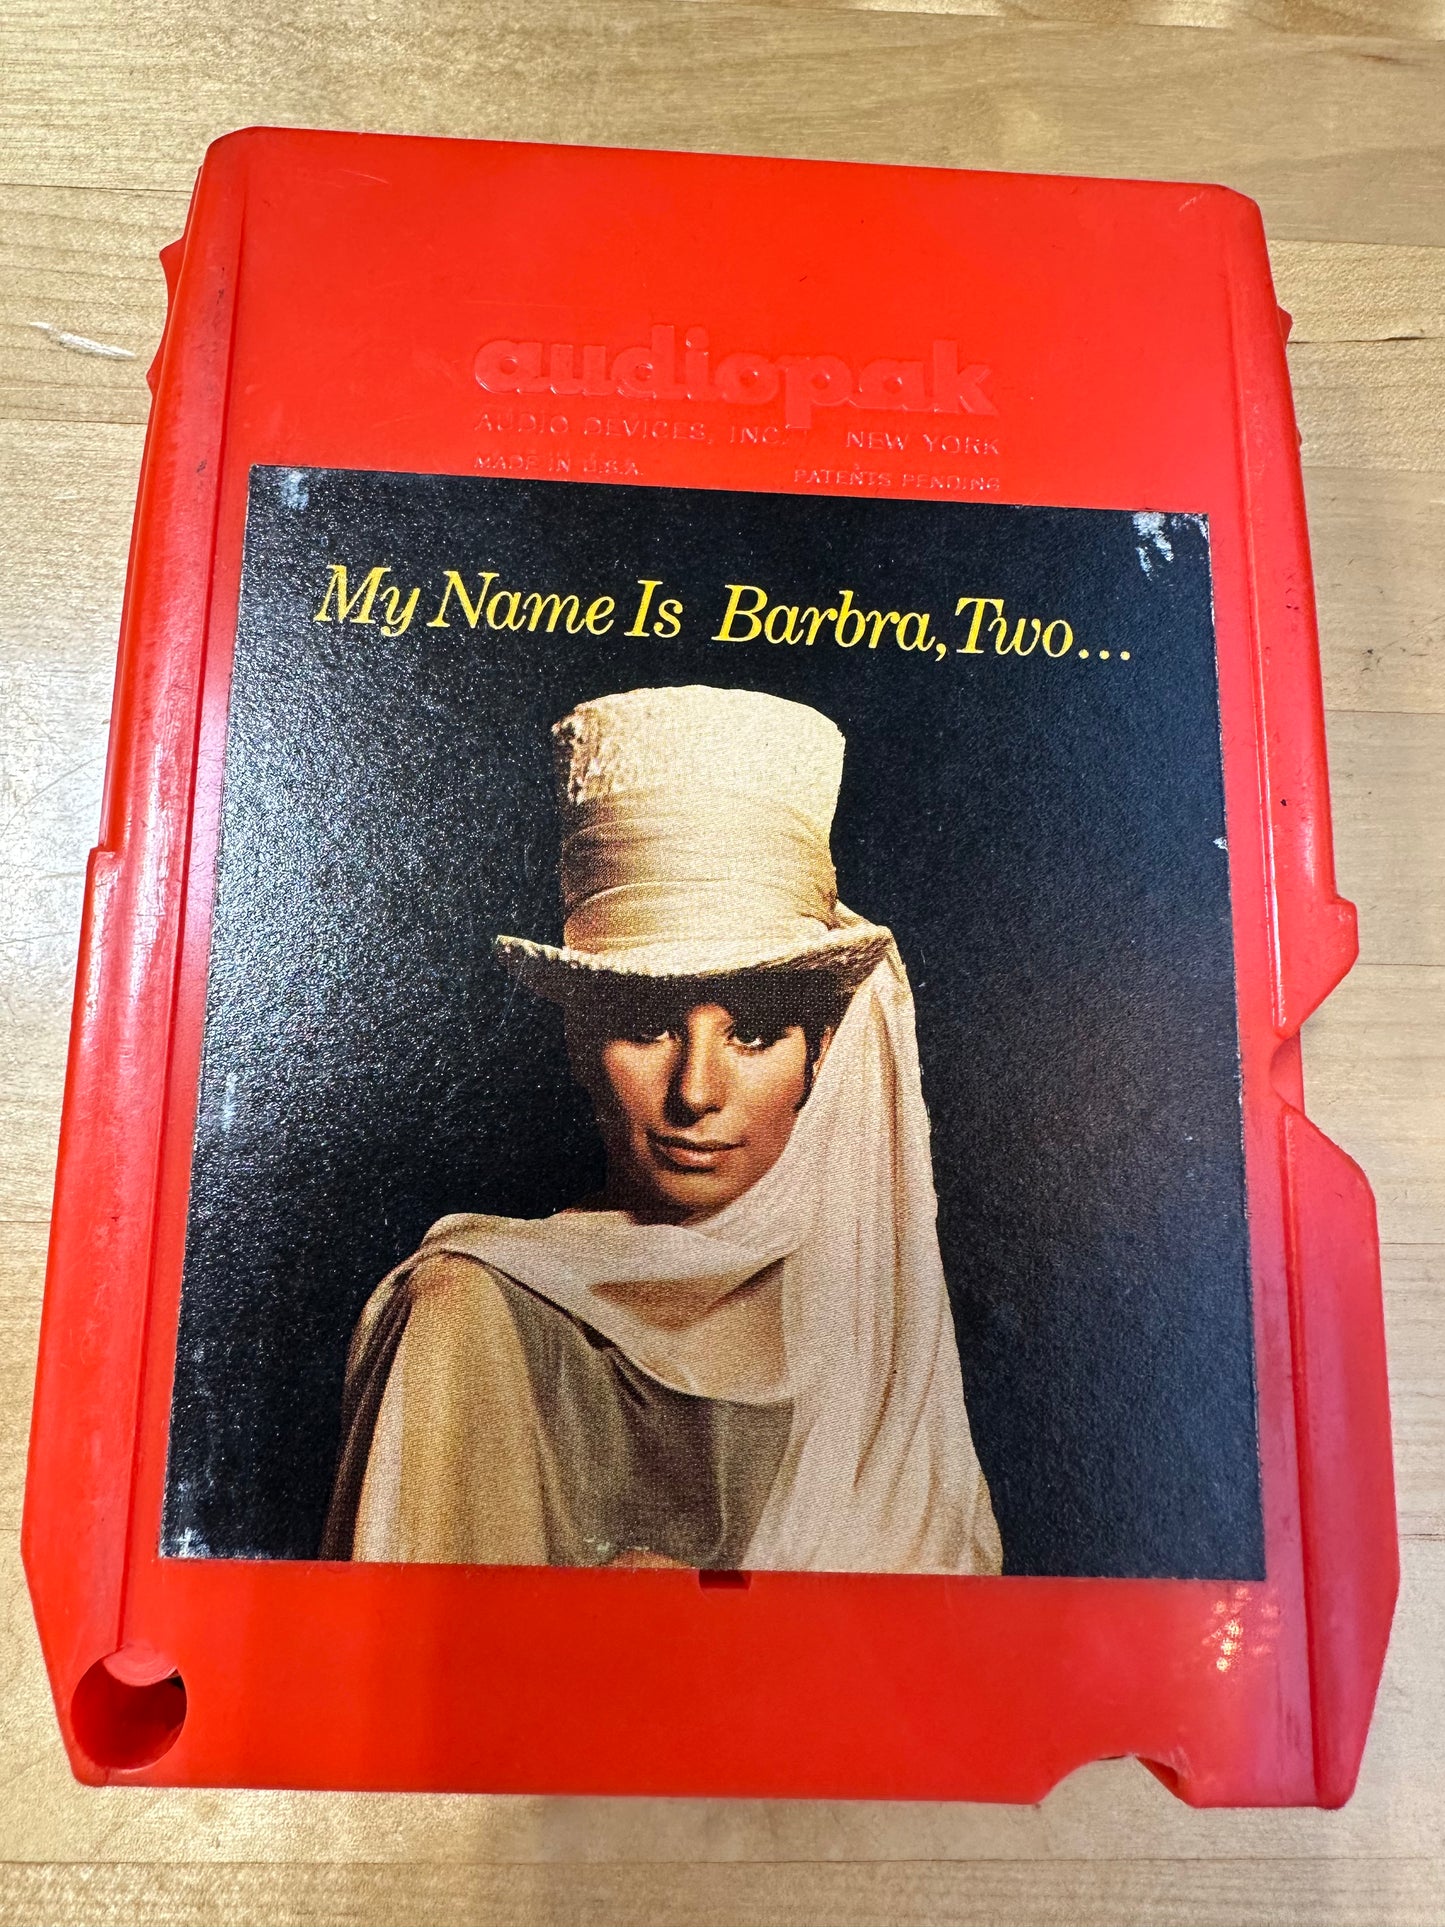 audiopak
AUDIO DEVICES, INC. NEW YORK
MADE IN U.S.A. PATENTS PENDING
My Name Is Barbra, Two...